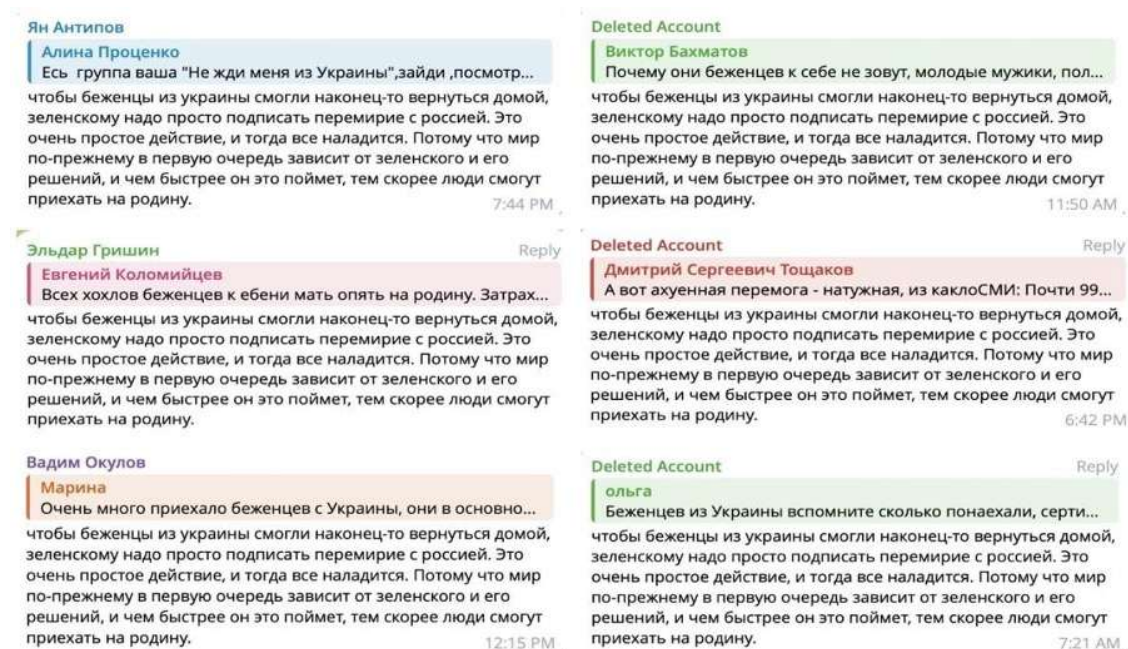 Ян Антипов
Алина Проценко
Есь группа ваша "Не жди меня из Украины",зайди ,посмотр...
чтобы беженцы из украины смогли наконец-то вернуться домой,
зеленскому надо просто подписать перемирие с россией. Это
очень простое действие, и тогда все наладится. Потому что мир
по-прежнему в первую очередь зависит от зеленского и его
решений, и чем быстрее он это поймет, тем скорее люди смогут
приехать на родину.
7:44 PM
Deleted Account
Виктор Бахматов
Почему они беженцев к себе не зовут, молодые мужики, пол...
чтобы беженцы из украины смогли наконец-то вернуться домой,
зеленскому надо просто подписать перемирие с россией. Это
очень простое действие, и тогда все наладится. Потому что мир
по-прежнему в первую очередь зависит от зеленского и его
решений, и чем быстрее он это поймет, тем скорее люди смогут
приехать на родину.
11:50 AM
Эльдар Гришин
Reply
Евгений Коломийцев
Всех хохлов беженцев к ебени мать опять на родину. Затрах...
чтобы беженцы из украины смогли наконец-то вернуться домой,
зеленскому надо просто подписать перемирие с россией. Это
очень простое действие, и тогда все наладится. Потому что мир
по-прежнему в первую очередь зависит от зеленского и его
решений, и чем быстрее он это поймет, тем скорее люди смогут
приехать на родину.
Deleted Account
Reply
Дмитрий Сергеевич Тощаков
А вот ахуенная перемога - натужная, из каклоСМИ: Почти 99...
чтобы беженцы из украины смогли наконец-то вернуться домой,
зеленскому надо просто подписать перемирие с россией. Это
очень простое действие, и тогда все наладится. Потому что мир
по-прежнему в первую очередь зависит от зеленского и его
решений, и чем быстрее он это поймет, тем скорее люди смогут
приехать на родину.
6:42 PM
Вадим Окулов
Марина
Очень много приехало беженцев с Украины, они в основно...
чтобы беженцы из украины смогли наконец-то вернуться домой,
зеленскому надо просто подписать перемирие с россией. Это
очень простое действие, и тогда все наладится. Потому что мир
по-прежнему в первую очередь зависит от зеленского и его
решений, и чем быстрее он это поймет, тем скорее люди смогут
приехать на родину.
12:15 PM
Deleted Account
Reply
ольга
Беженцев из Украины вспомните сколько понаехали, серти...
чтобы беженцы из украины смогли наконец-то вернуться домой,
зеленскому надо просто подписать перемирие с россией. Это
очень простое действие, и тогда все наладится. Потому что мир
по-прежнему в первую очередь зависит от зеленского и его
решений, и чем быстрее он это поймет, тем скорее люди смогут
приехать на родину.
7:21 AM